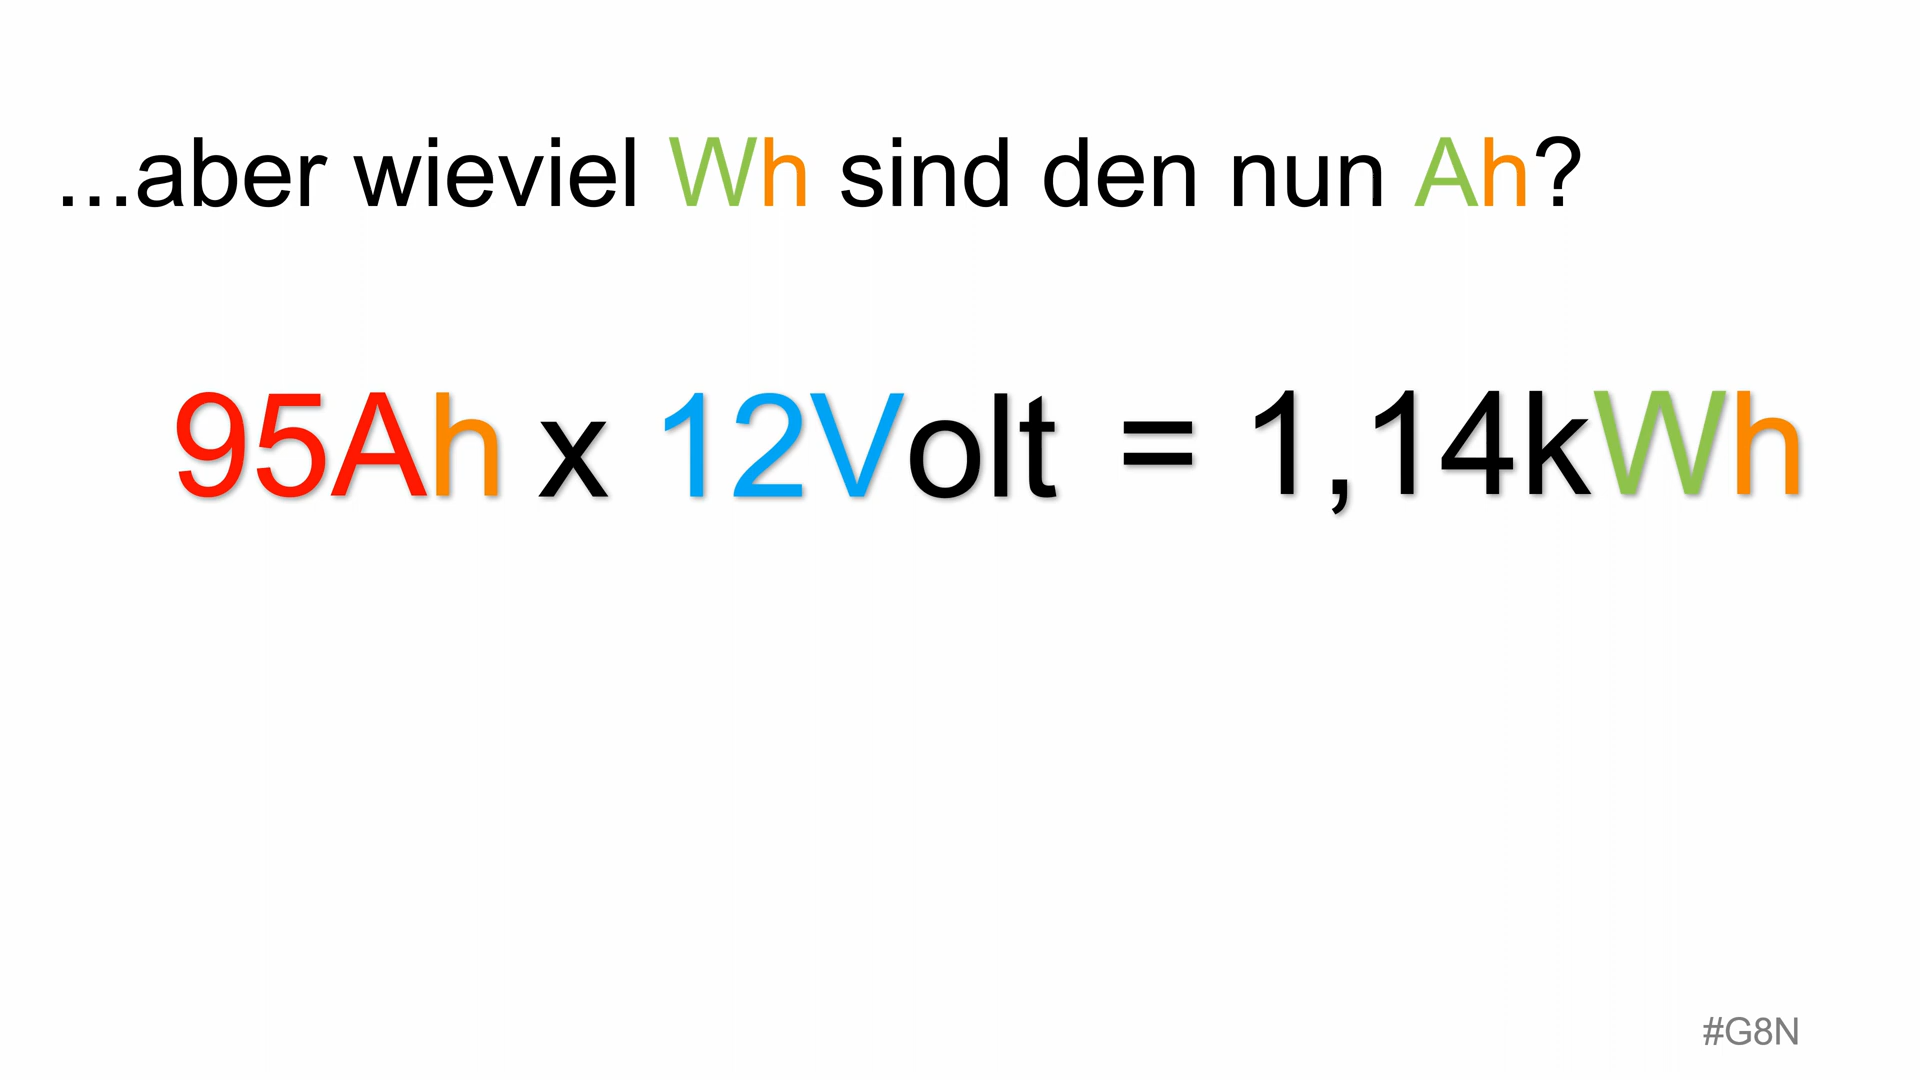 ...aber wieviel Wh sind den nun Ah?
95Ah x 12Volt = 1,14kWh
#G8N